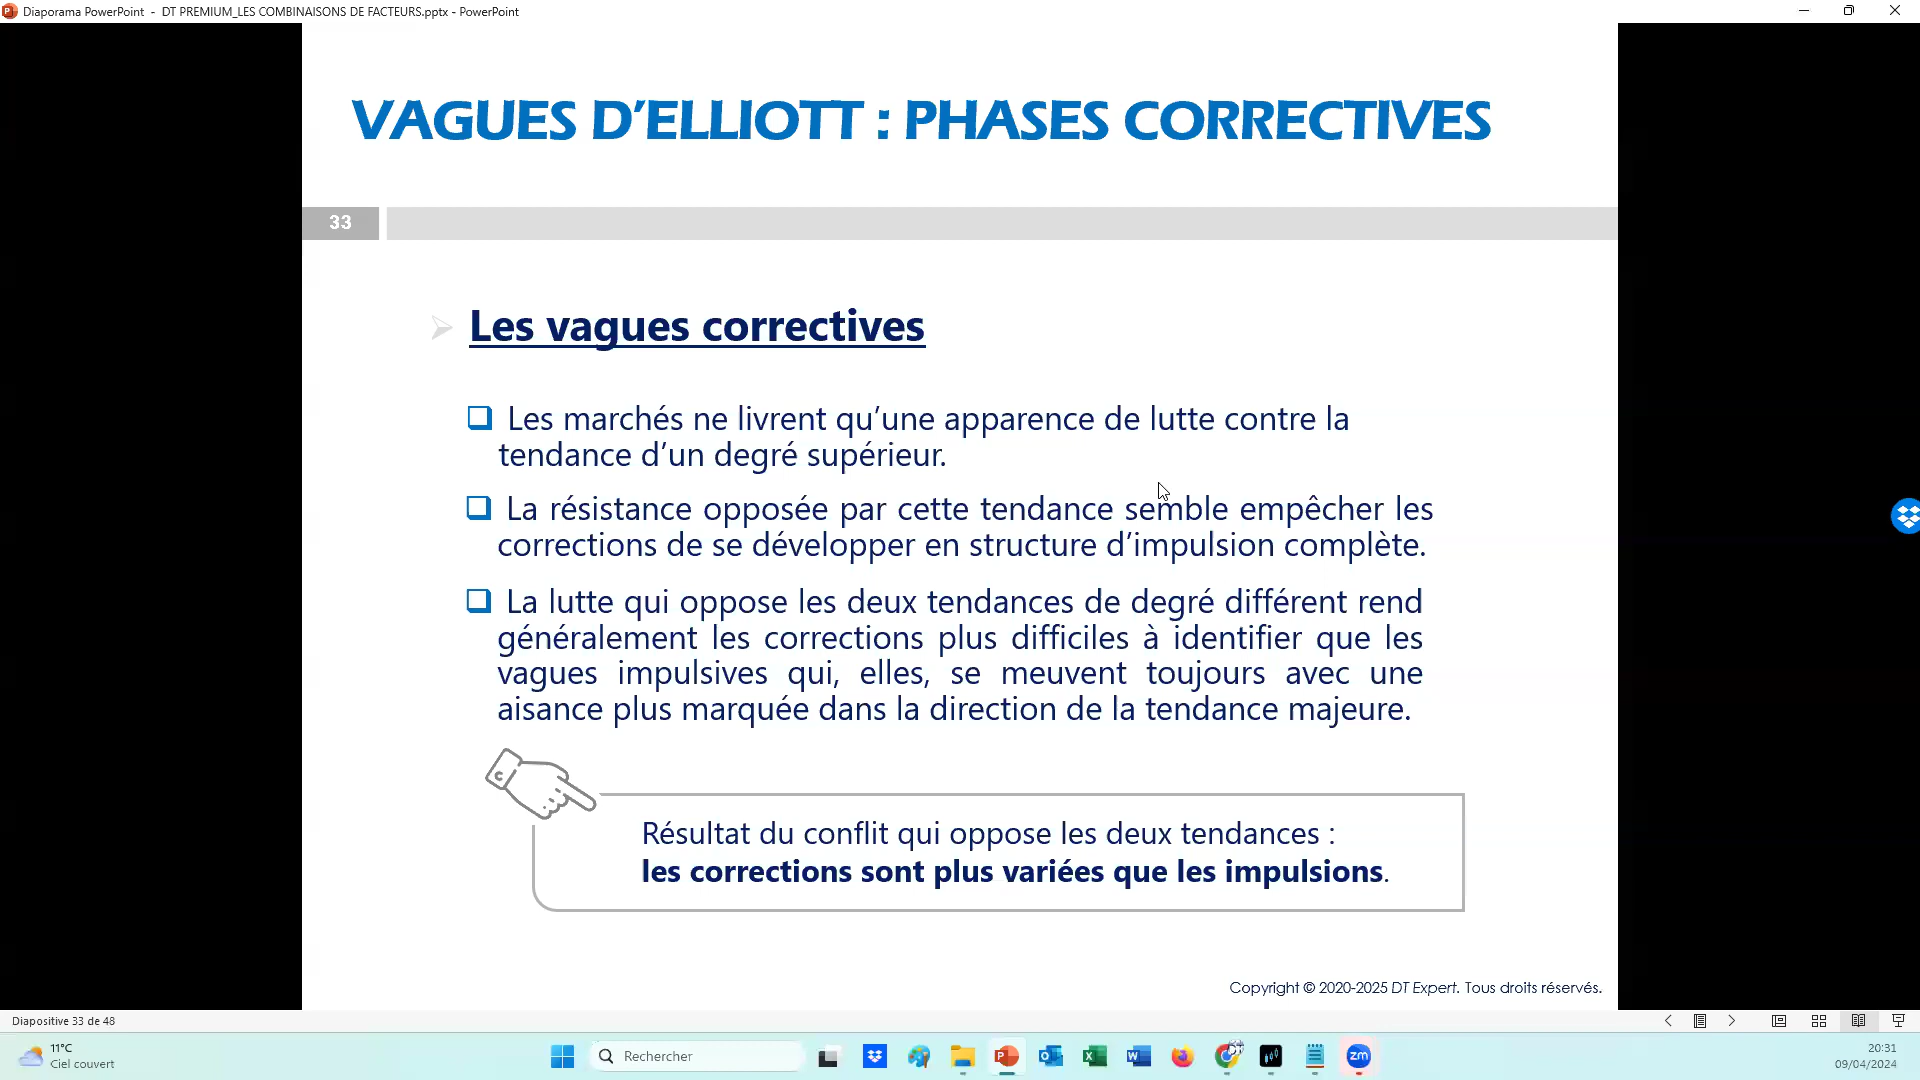 Diaporama PowerPoint - DT PREMIUM_LES COMBINAISONS DE FACTEURS.pptx - PowerPoint
VAGUES D’ELLIOTT : PHASES CORRECTIVES
33
Les vagues correctives
Les marchés ne livrent qu’une apparence de lutte contre la
tendance d’un degré supérieur.
La résistance opposée par cette tendance semble empêcher les
corrections de se développer en structure d’impulsion complète.
La lutte qui oppose les deux tendances de degré différent rend
généralement les corrections plus difficiles à identifier que les
vagues impulsives qui, elles, se meuvent toujours avec une
aisance plus marquée dans la direction de la tendance majeure.
Résultat du conflit qui oppose les deux tendances :
les corrections sont plus variées que les impulsions.
Copyright © 2020-2025 DT Expert. Tous droits réservés.
Diapositive 33 de 48
11°C
Ciel couvert
Rechercher
zm
20:31
09/04/2024